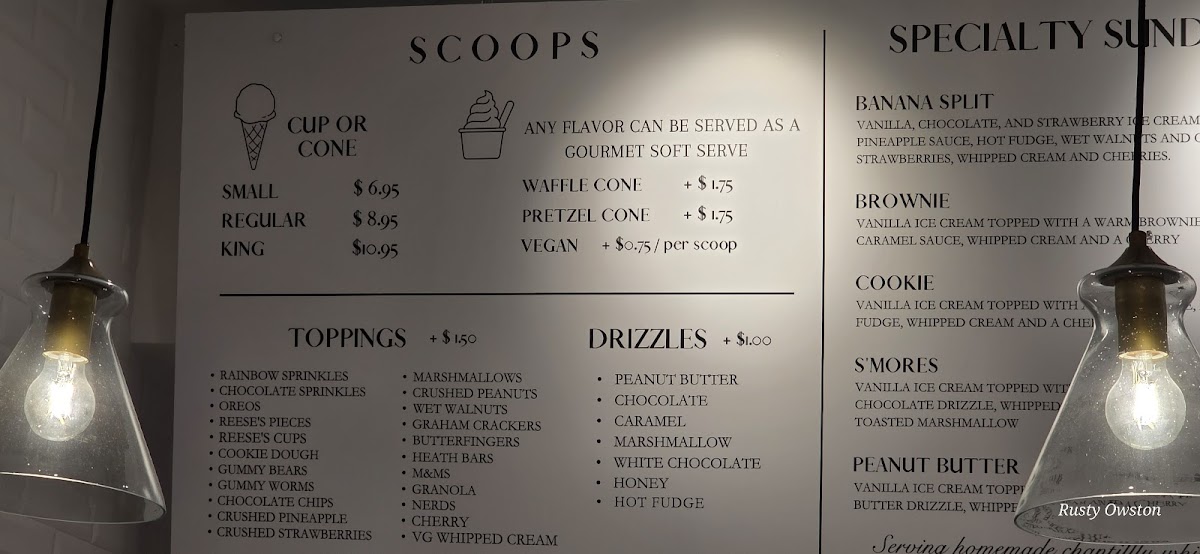 SCOOPS
CUP OR
CONE
SMALL $ 6.95
REGULAR $ 8.95
KING $10.95
ANY FLAVOR CAN BE SERVED AS A
GOURMET SOFT SERVE
WAFFLE CONE + $ 1.75
PRETZEL CONE + $ 1.75
VEGAN + $0.75 / per scoop
TOPPINGS + $ 1.50
• RAINBOW SPRINKLES
• CHOCOLATE SPRINKLES
• OREOS
• REESE'S PIECES
• REESE'S CUPS
• COOKIE DOUGH
• GUMMY BEARS
• GUMMY WORMS
• CHOCOLATE CHIPS
• CRUSHED PINEAPPLE
• CRUSHED STRAWBERRIES
• MARSHMALLOWS
• CRUSHED PEANUTS
• WET WALNUTS
• GRAHAM CRACKERS
• BUTTERFINGERS
• HEATH BARS
• M&MS
• GRANOLA
• NERDS
• CHERRY
• VG WHIPPED CREAM
DRIZZLES + $1.00
• PEANUT BUTTER
• CHOCOLATE
• CARAMEL
• MARSHMALLOW
• WHITE CHOCOLATE
• HONEY
• HOT FUDGE
SPECIALTY SUND
BANANA SPLIT
VANILLA, CHOCOLATE, AND STRAWBERRY ICE CREAM
PINEAPPLE SAUCE, HOT FUDGE, WET WALNUTS AND
STRAWBERRIES, WHIPPED CREAM AND CHERRIES.
BROWNIE
VANILLA ICE CREAM TOPPED WITH A WARM BROWNIE
CARAMEL SAUCE, WHIPPED CREAM AND A CHERRY
COOKIE
VANILLA ICE CREAM TOPPED WITH
FUDGE, WHIPPED CREAM AND A CHE
S'MORES
VANILLA ICE CREAM TOPPED WIT
CHOCOLATE DRIZZLE, WHIPPED
TOASTED MARSHMALLOW
PEANUT BUTTER
VANILLA ICE CREAM TOPP
BUTTER DRIZZLE, WHIPP
Serving homemade chantilly
Rusty Owston